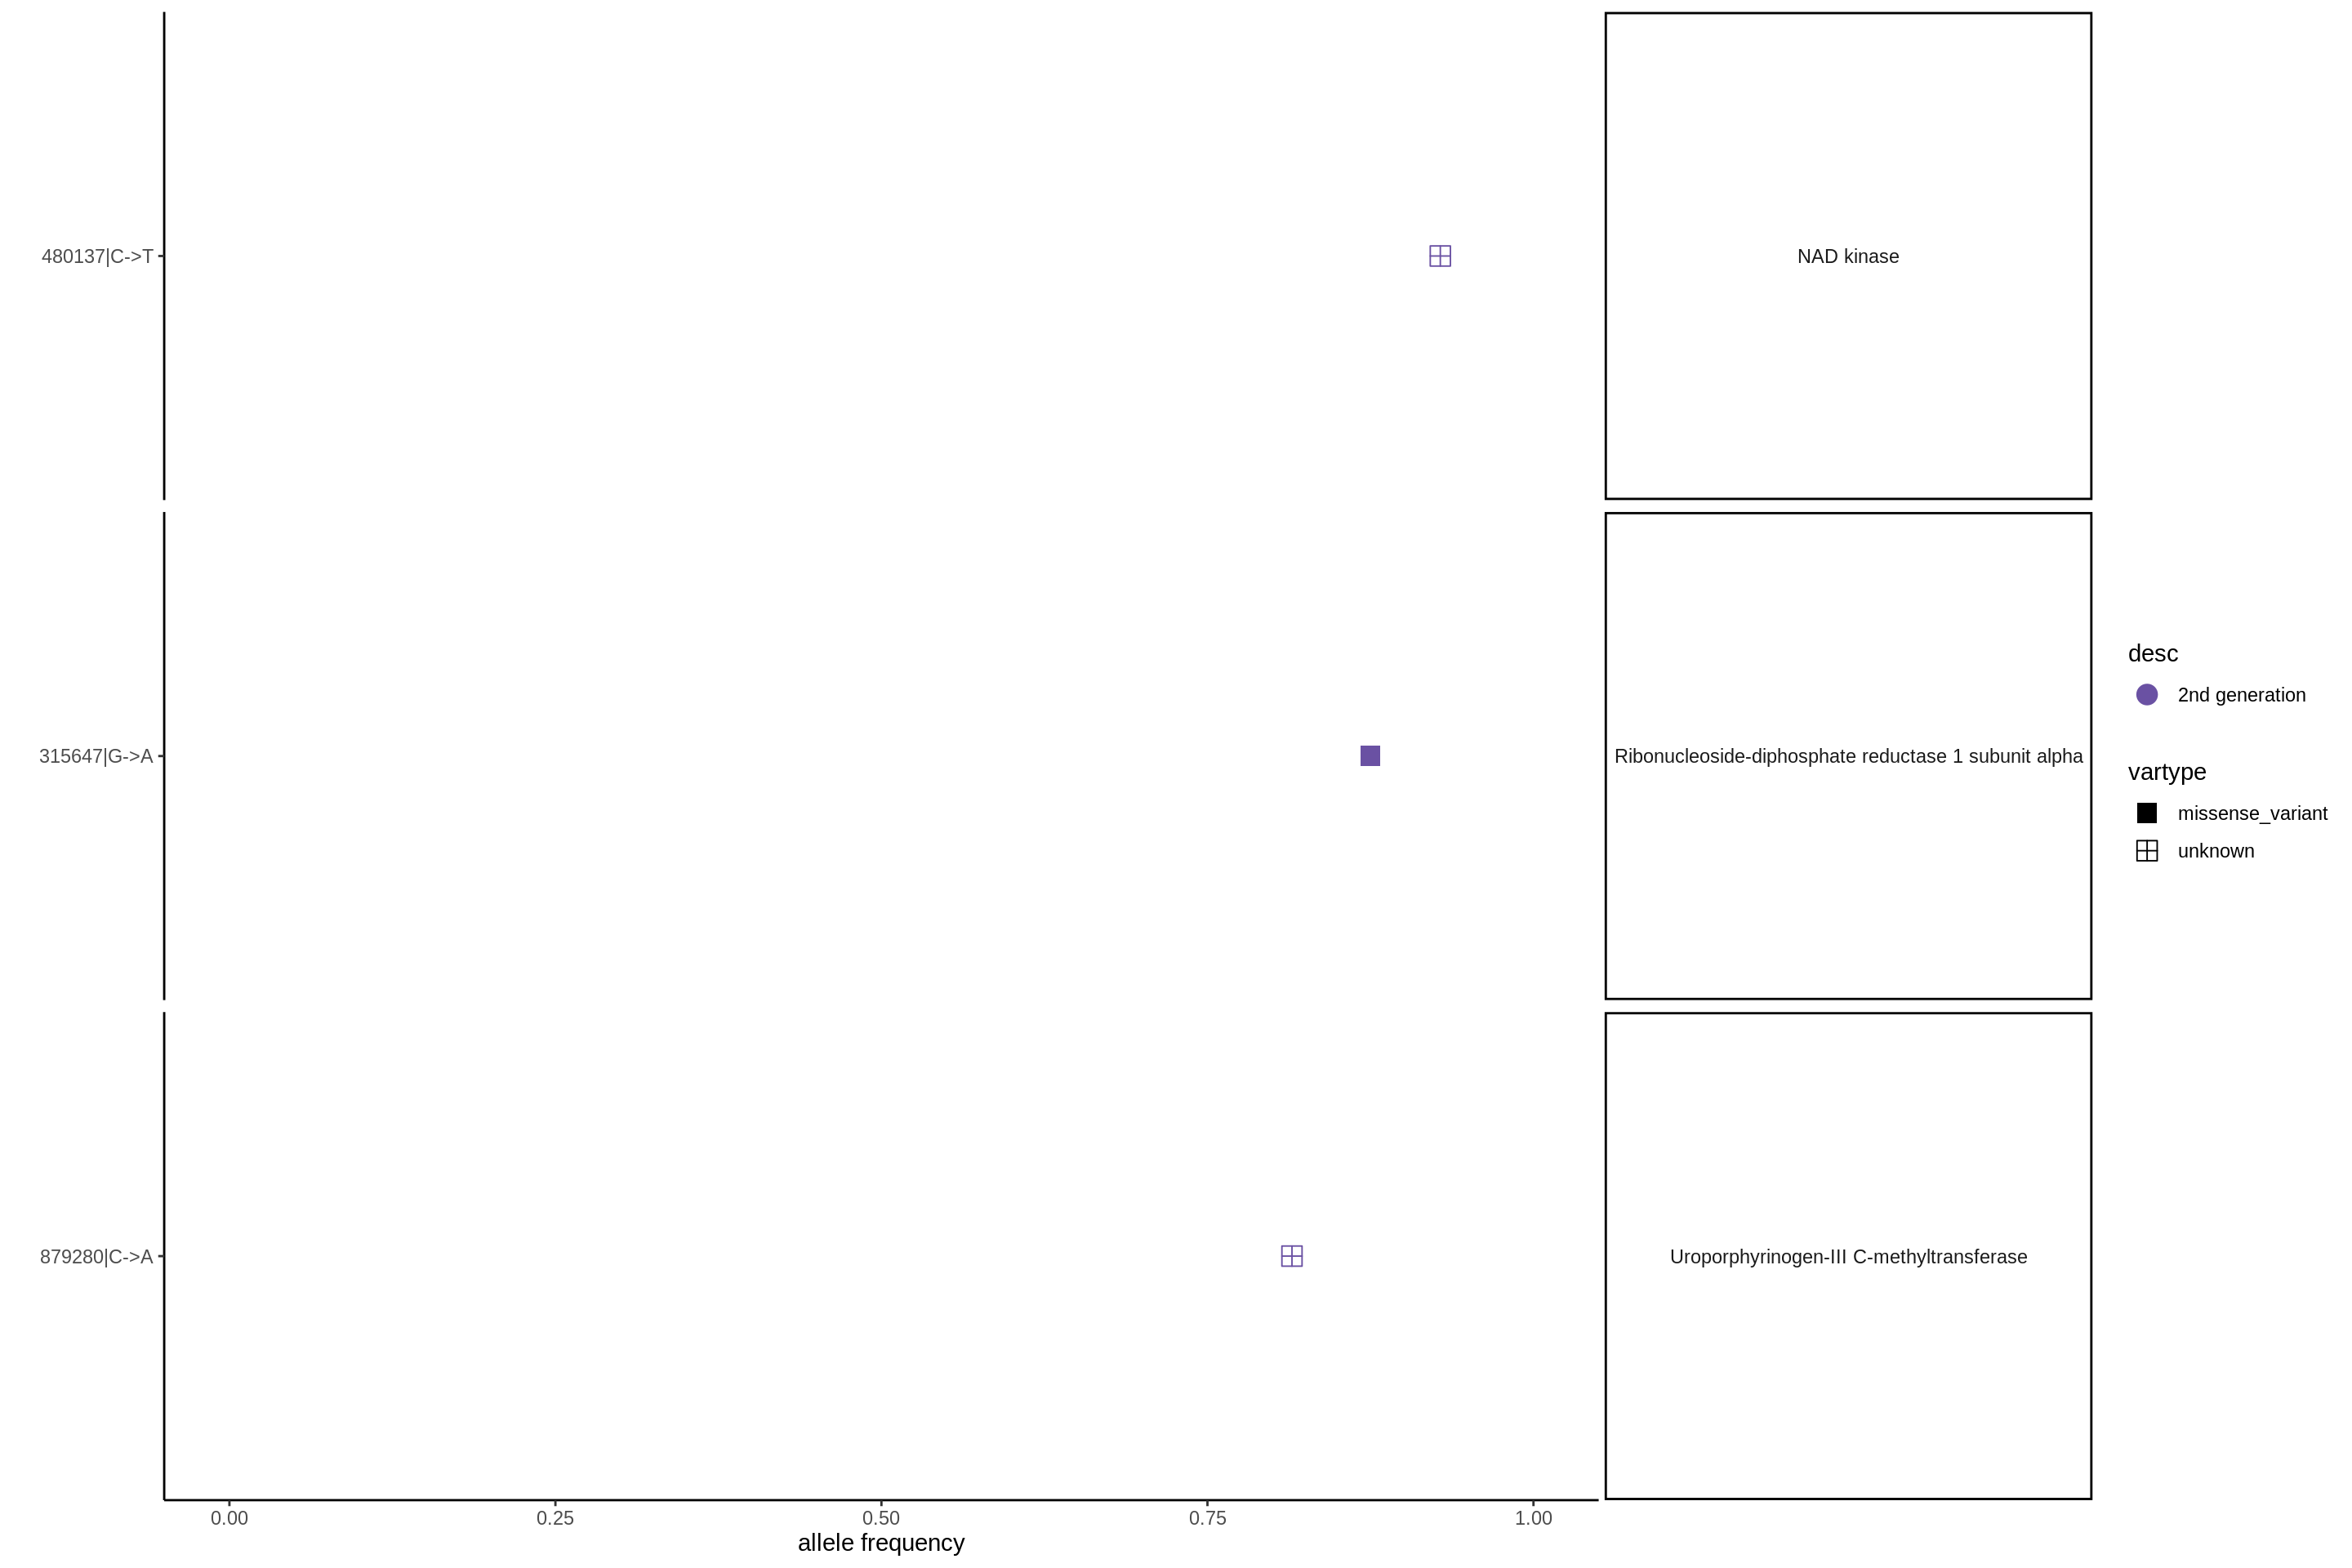 480137|C->T
NAD kinase
315647|G->A
Ribonucleoside-diphosphate reductase 1 subunit alpha
879280|C->A
Uroporphyrinogen-III C-methyltransferase
0.00 0.25 0.50 0.75 1.00
allele frequency
desc
2nd generation
vartype
missense_variant
unknown